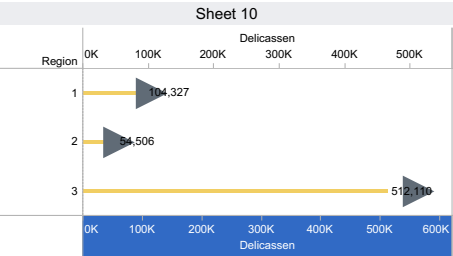 Sheet 10
Delicassen
Region
0K 100K 200K 300K 400K 500K
1 104,327
2 54,506
3 512,110
0K 100K 200K 300K 400K 500K 600K
Delicassen